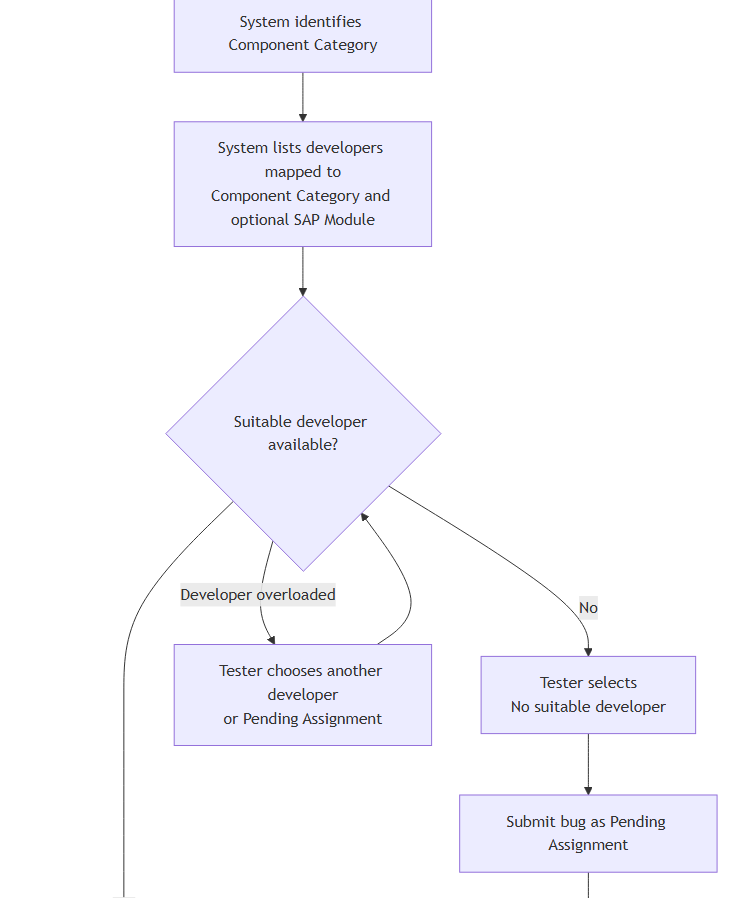 System identifies
Component Category
System lists developers
mapped to
Component Category and
optional SAP Module
Suitable developer
available?
Developer overloaded
No
Tester chooses another
developer
or Pending Assignment
Tester selects
No suitable developer
Submit bug as Pending
Assignment